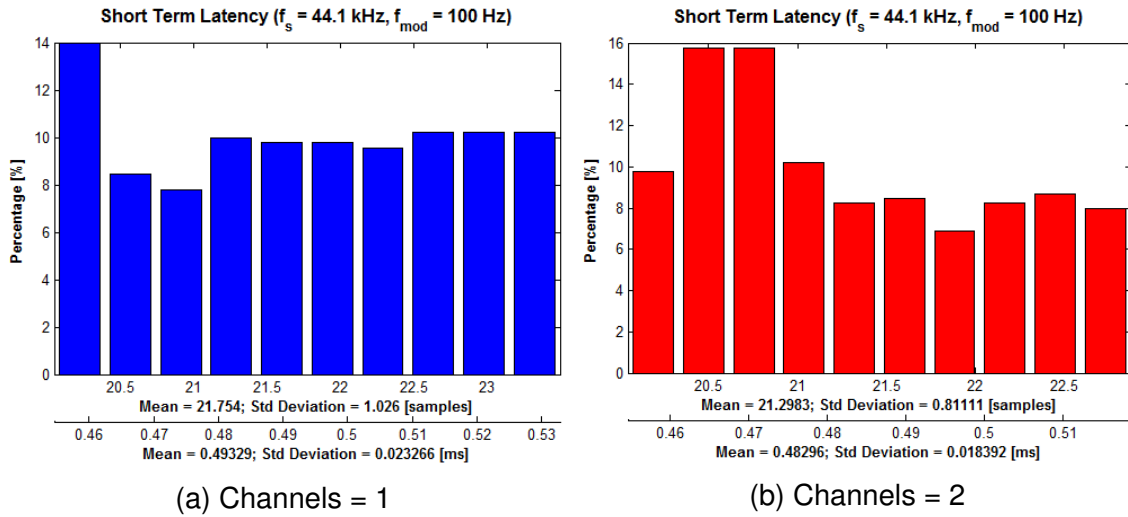 Short Term Latency (f_s = 44.1 kHz, f_mod = 100 Hz)
Percentage [%]
14
12
10
8
6
4
2
0
20.5 21 21.5 22 22.5 23
Mean = 21.754; Std Deviation = 1.026 [samples]
0.46 0.47 0.48 0.49 0.5 0.51 0.52 0.53
Mean = 0.49329; Std Deviation = 0.023266 [ms]
(a) Channels = 1
Short Term Latency (f_s = 44.1 kHz, f_mod = 100 Hz)
Percentage [%]
16
14
12
10
8
6
4
2
0
20.5 21 21.5 22 22.5
Mean = 21.2983; Std Deviation = 0.81111 [samples]
0.46 0.47 0.48 0.49 0.5 0.51
Mean = 0.48296; Std Deviation = 0.018392 [ms]
(b) Channels = 2